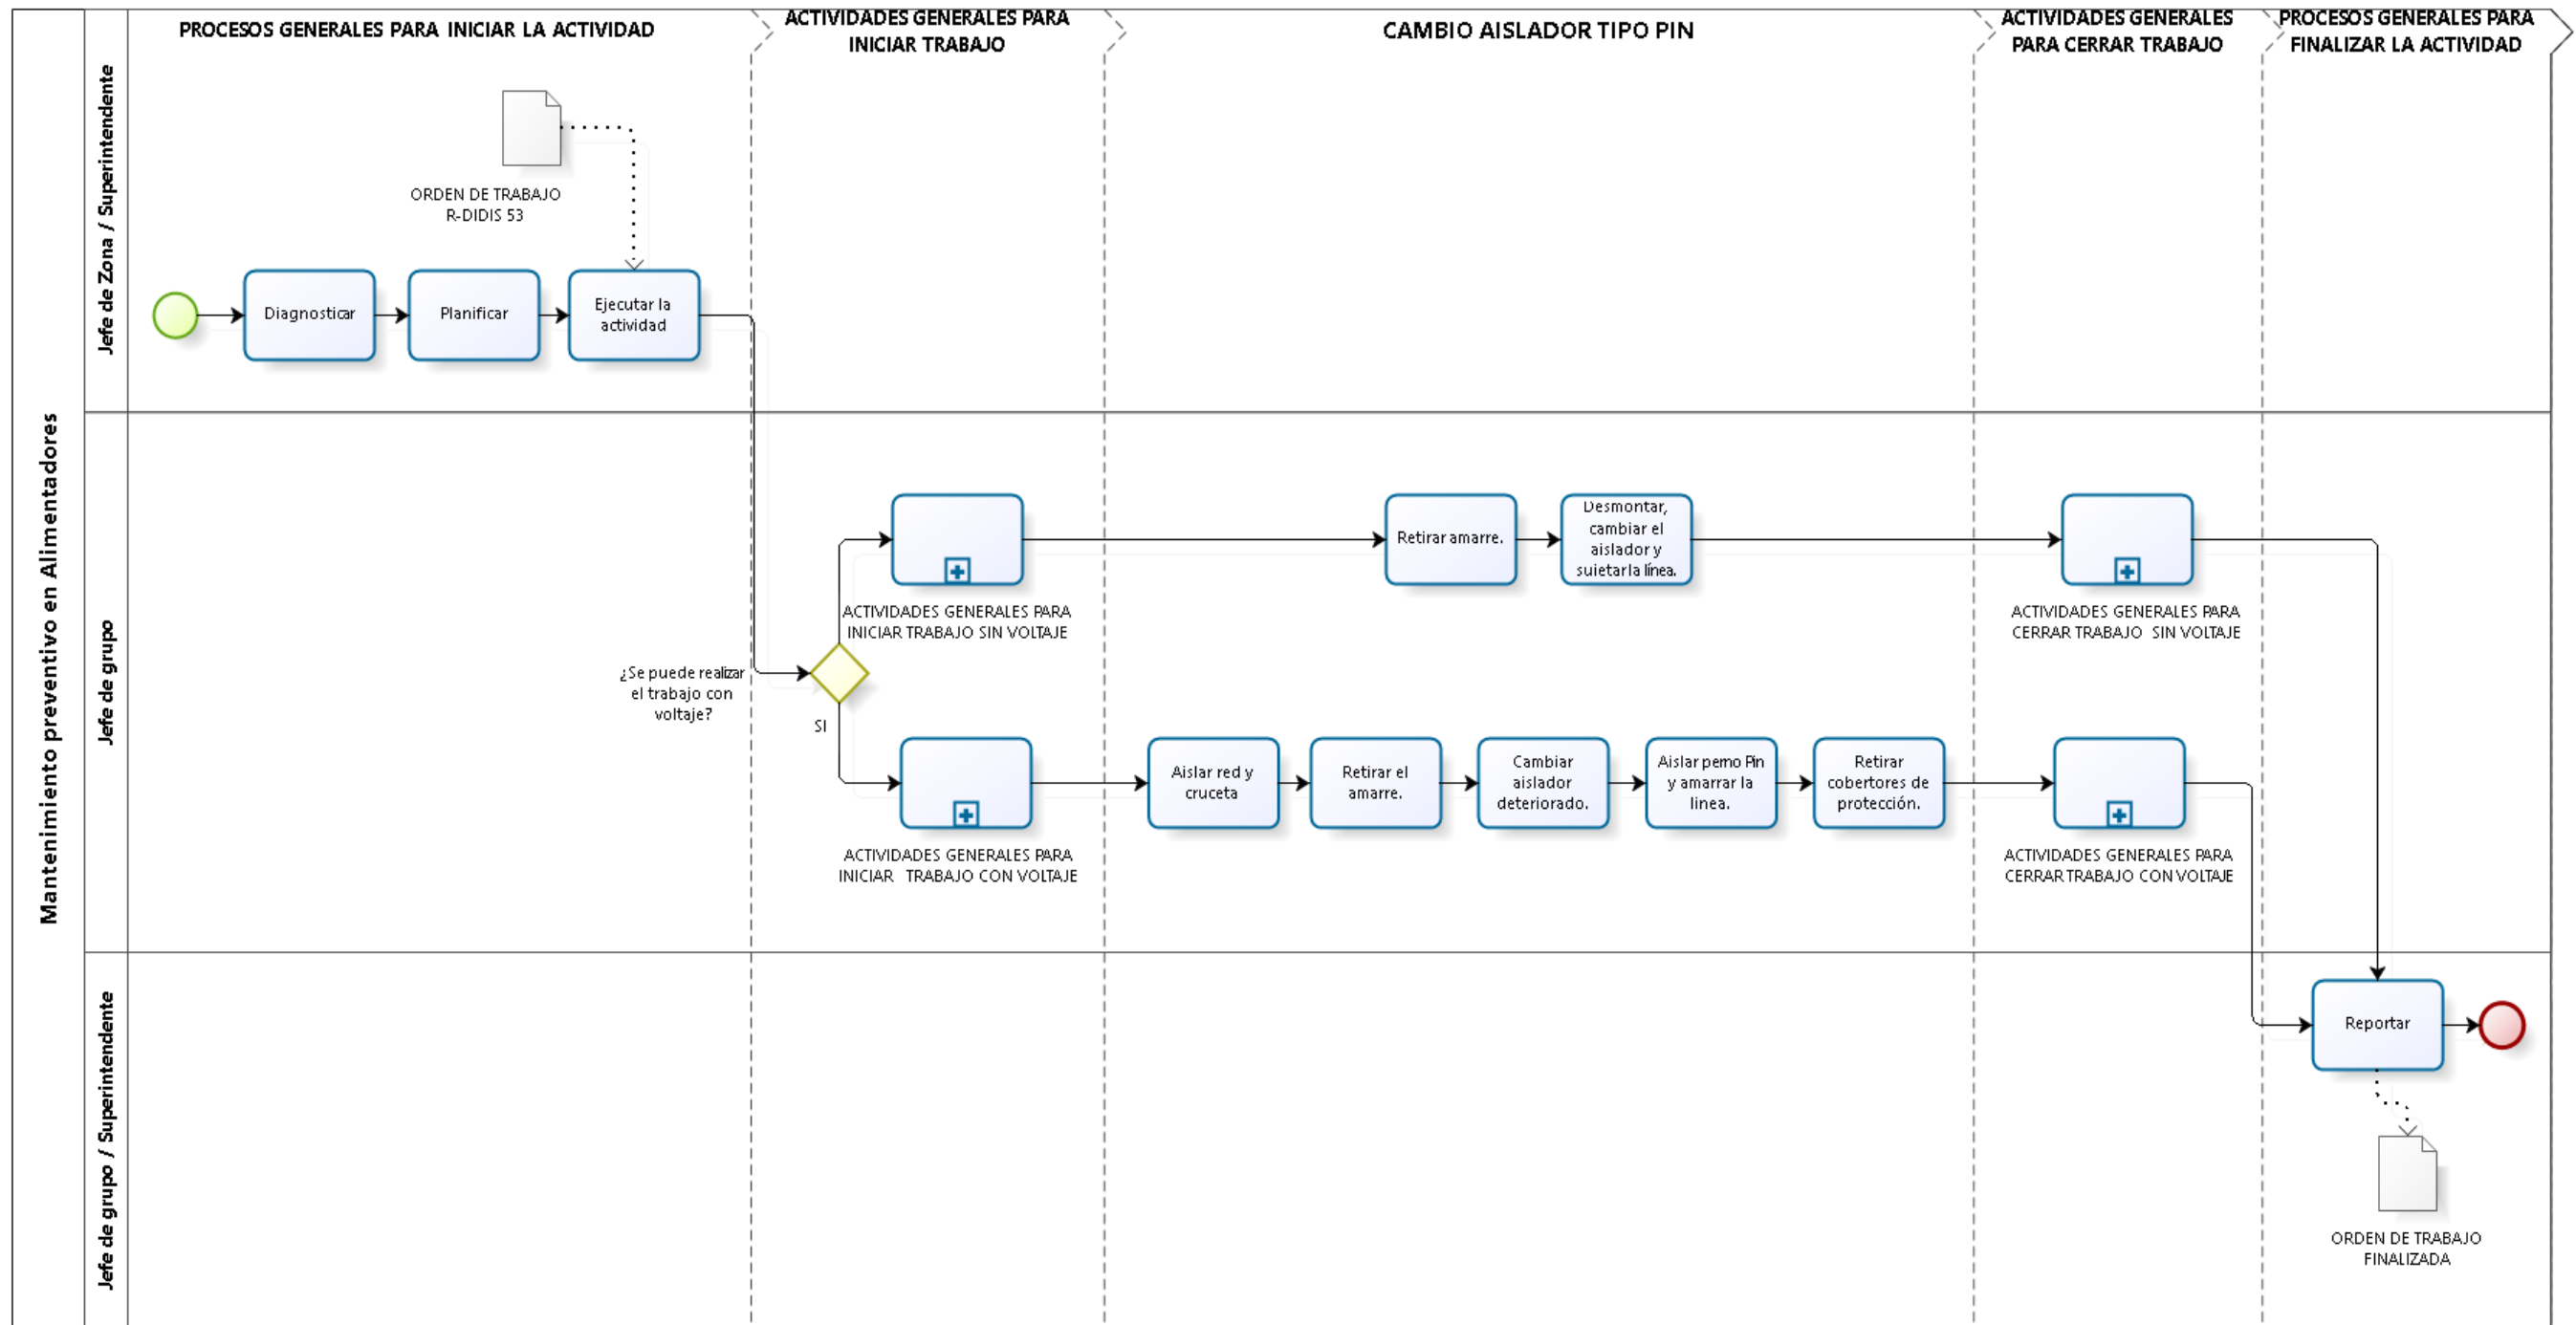 PROCESOS GENERALES PARA INICIAR LA ACTIVIDAD
ACTIVIDADES GENERALES PARA
INICIAR TRABAJO
CAMBIO AISLADOR TIPO PIN
ACTIVIDADES GENERALES
PARA CERRAR TRABAJO
PROCESOS GENERALES PARA
FINALIZAR LA ACTIVIDAD
Mantenimiento preventivo en Alimentadores
Jefe de Zona / Superintendente
ORDEN DE TRABAJO
R-DIDIS 53
Diagnosticar
Planificar
Ejecutar la
actividad
Jefe de grupo
¿Se puede realizar
el trabajo con
voltaje?
SI
ACTIVIDADES GENERALES PARA
INICIAR TRABAJO SIN VOLTAJE
Retirar amarre.
Desmontar,
cambiar el
aislador y
sujetar la línea.
ACTIVIDADES GENERALES PARA
CERRAR TRABAJO SIN VOLTAJE
ACTIVIDADES GENERALES PARA
INICIAR TRABAJO CON VOLTAJE
Aislar red y
cruceta
Retirar el
amarre.
Cambiar
aislador
deteriorado.
Aislar perno Pin
y amarrar la
linea.
Retirar
cobertores de
protección.
ACTIVIDADES GENERALES PARA
CERRAR TRABAJO CON VOLTAJE
Jefe de grupo / Superintendente
Reportar
ORDEN DE TRABAJO
FINALIZADA